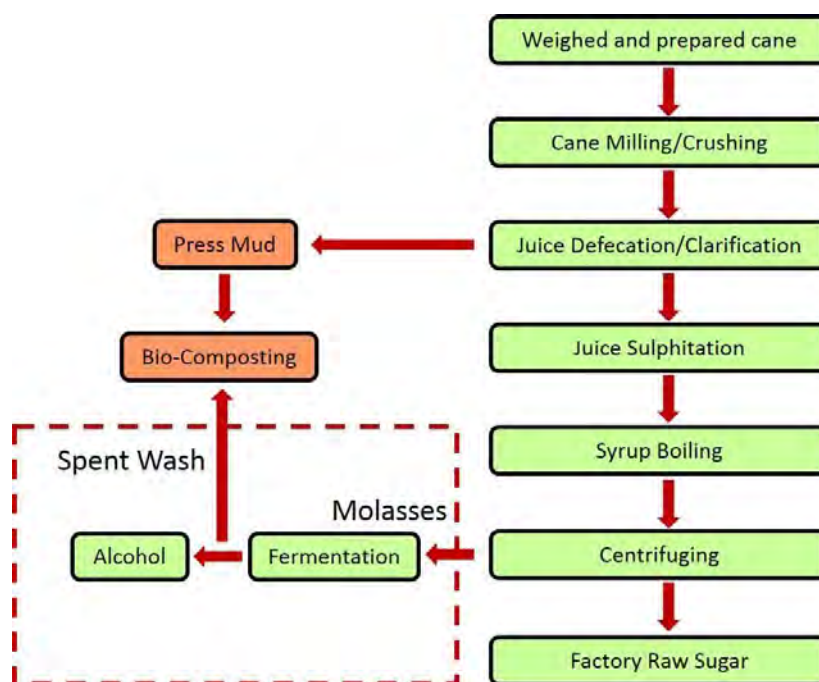 Weighed and prepared cane
Cane Milling/Crushing
Press Mud
Juice Defecation/Clarification
Bio-Composting
Juice Sulphitation
Spent Wash
Syrup Boiling
Molasses
Alcohol
Fermentation
Centrifuging
Factory Raw Sugar